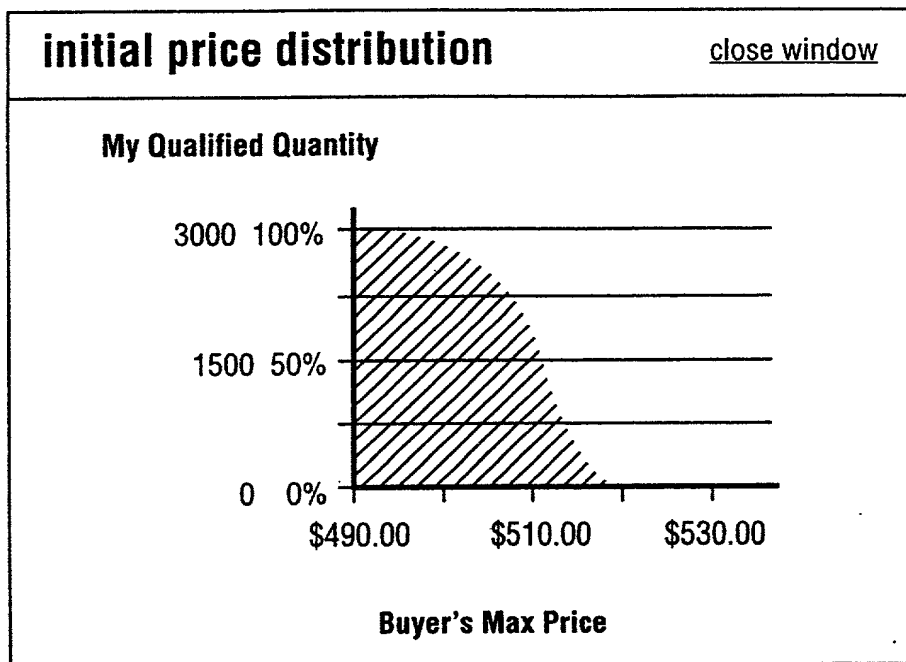 initial price distribution close window
My Qualified Quantity
3000 100%
1500 50%
0 0%
$490.00 $510.00 $530.00
Buyer's Max Price